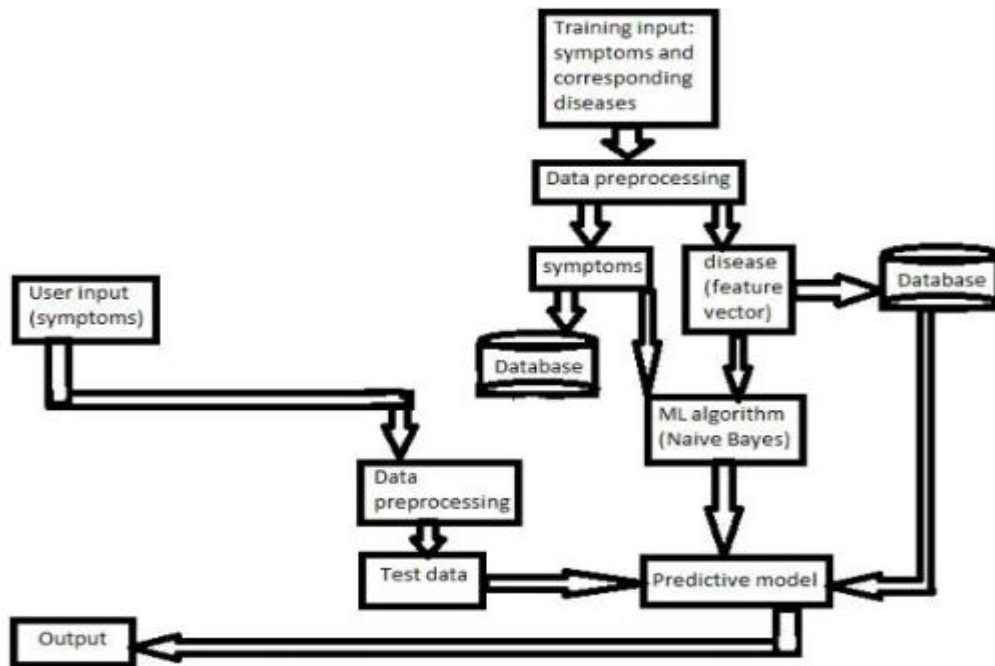 Training input:
symptoms and
corresponding
diseases
Data preprocessing
symptoms
disease
(feature
vector)
Database
User input
(symptoms)
Database
ML algorithm
(Naive Bayes)
Data
preprocessing
Test data
Predictive model
Output